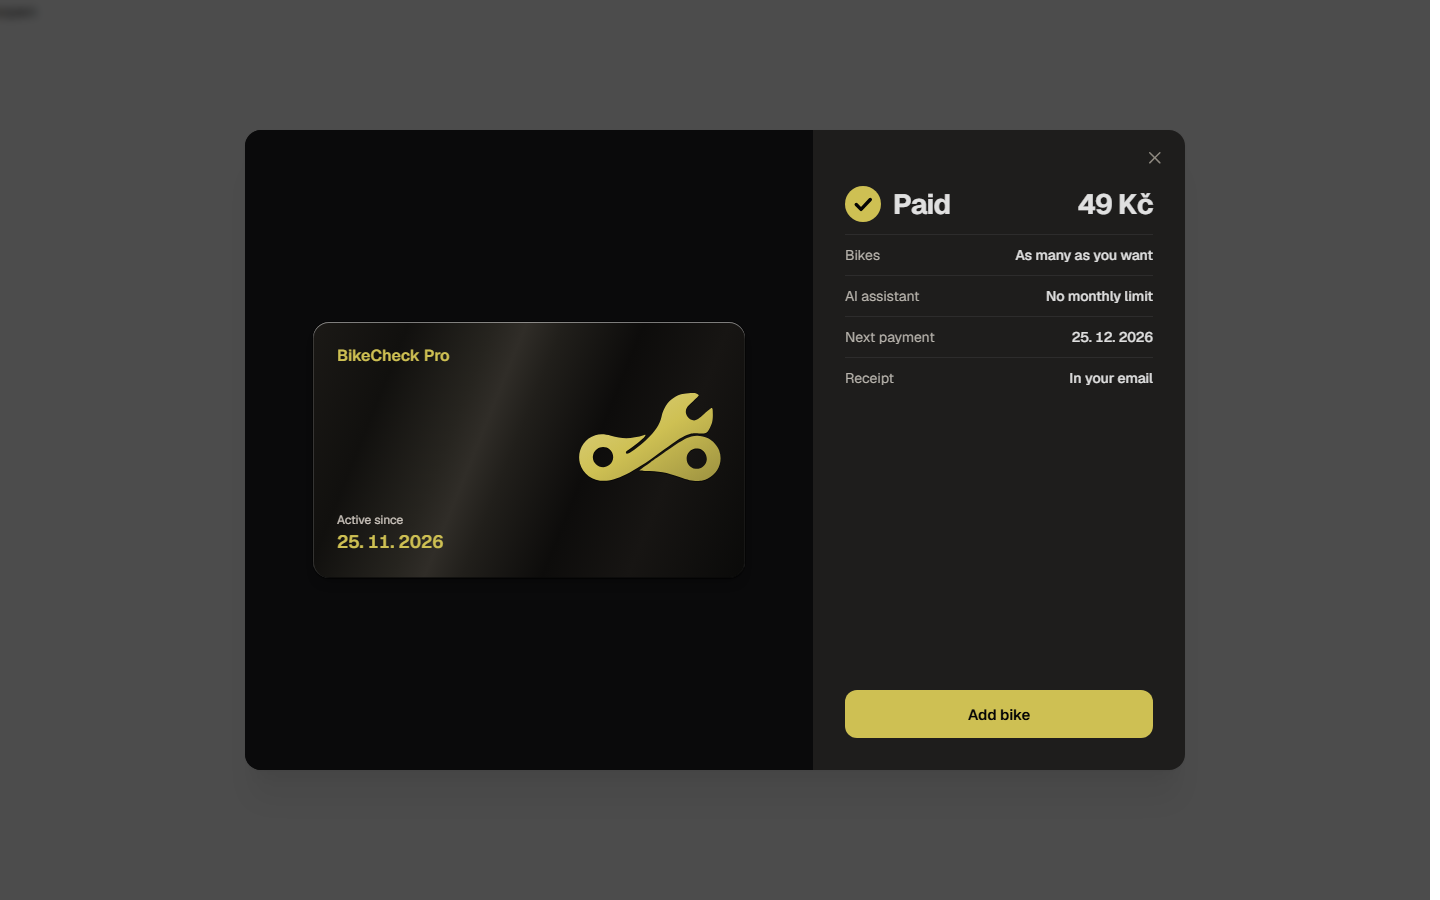 BikeCheck Pro
Active since
25. 11. 2026
Paid 49 Kč
Bikes As many as you want
AI assistant No monthly limit
Next payment 25. 12. 2026
Receipt In your email
Add bike